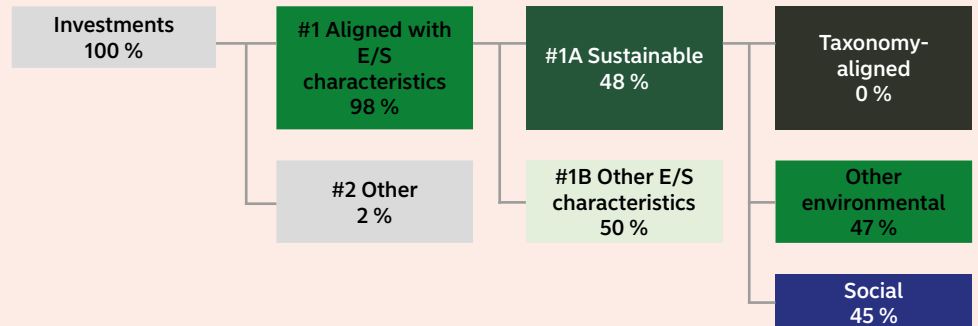 Investments
100 %
#1 Aligned with
E/S
characteristics
98 %
#2 Other
2 %
#1A Sustainable
48 %
#1B Other E/S
characteristics
50 %
Taxonomy-
aligned
0 %
Other
environmental
47 %
Social
45 %